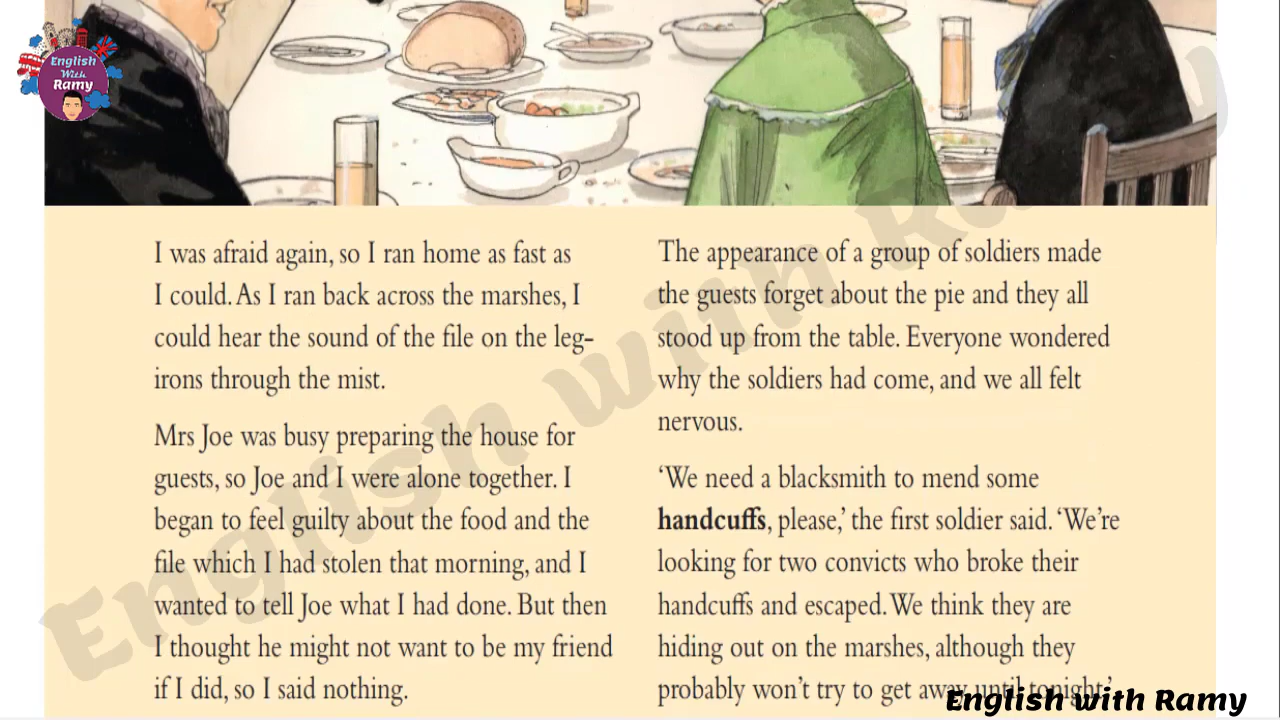 English
With
Ramy
I was afraid again, so I ran home as fast as
I could. As I ran back across the marshes, I
could hear the sound of the file on the leg-
irons through the mist.
Mrs Joe was busy preparing the house for
guests, so Joe and I were alone together. I
began to feel guilty about the food and the
file which I had stolen that morning, and I
wanted to tell Joe what I had done. But then
I thought he might not want to be my friend
if I did, so I said nothing.
The appearance of a group of soldiers made
the guests forget about the pie and they all
stood up from the table. Everyone wondered
why the soldiers had come, and we all felt
nervous.
‘We need a blacksmith to mend some
handcuffs, please,’ the first soldier said. ‘We’re
looking for two convicts who broke their
handcuffs and escaped. We think they are
hiding out on the marshes, although they
probably won’t try to get away until tonight.’
English with Ramy
English with Ramy